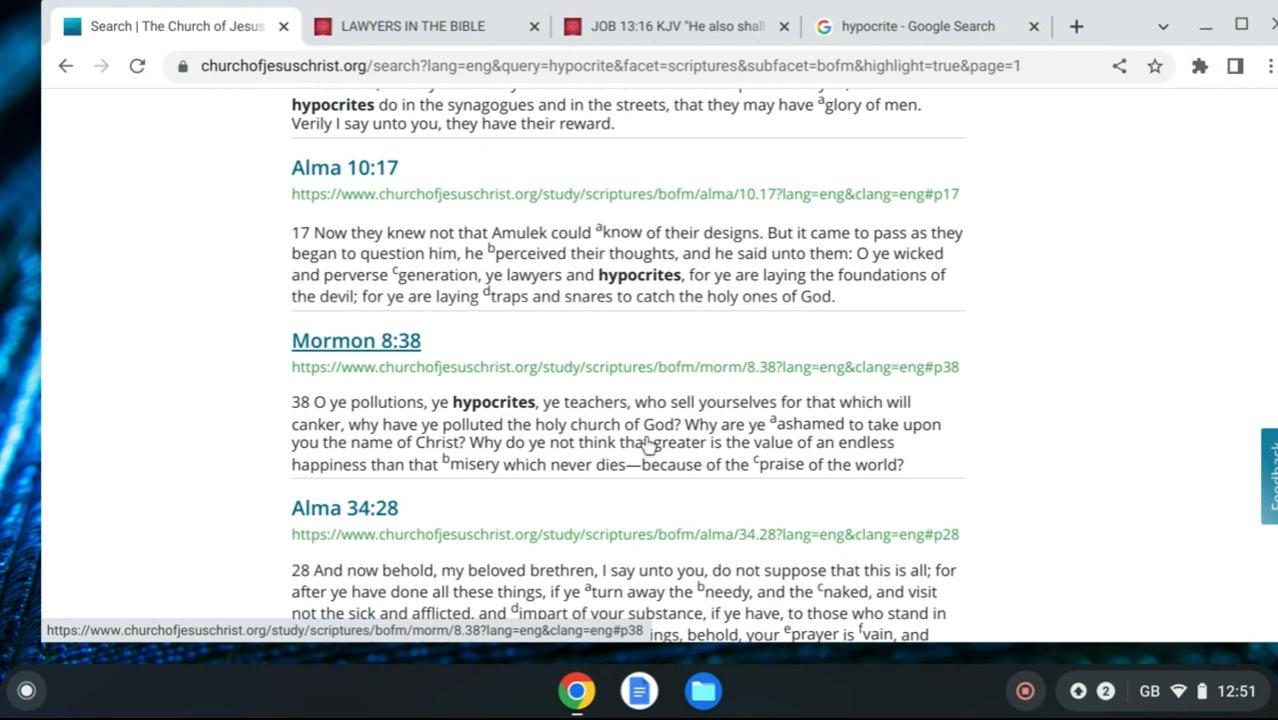 Search | The Church of Jesus
LAWYERS IN THE BIBLE
JOB 13:16 KJV "He also shal
hypocrite - Google Search
churchofjesuschrist.org/search?lang=eng&query=hypocrite&facet=scriptures&subfacet=bofm&highlight=true&page=1
hypocrites do in the synagogues and in the streets, that they may have aglory of men.
Verily I say unto you, they have their reward.
Alma 10:17
https://www.churchofjesuschrist.org/study/scriptures/bofm/alma/10.17?lang=eng&clang=eng#p17
17 Now they knew not that Amulek could aknow of their designs. But it came to pass as they
began to question him, he bperceived their thoughts, and he said unto them: O ye wicked
and perverse cgeneration, ye lawyers and hypocrites, for ye are laying the foundations of
the devil; for ye are laying dtraps and snares to catch the holy ones of God.
Mormon 8:38
https://www.churchofjesuschrist.org/study/scriptures/bofm/morm/8.38?lang=eng&clang=eng#p38
38 O ye pollutions, ye hypocrites, ye teachers, who sell yourselves for that which will
canker, why have ye polluted the holy church of God? Why are ye aashamed to take upon
you the name of Christ? Why do ye not think that greater is the value of an endless
happiness than that bmisery which never dies—because of the cpraise of the world?
Alma 34:28
https://www.churchofjesuschrist.org/study/scriptures/bofm/alma/34.28?lang=eng&clang=eng#p28
28 And now behold, my beloved brethren, I say unto you, do not suppose that this is all; for
after ye have done all these things, if ye aturn away the bneedy, and the cnaked, and visit
not the sick and afflicted, and dimpart of your substance, if ye have, to those who stand in
ings, behold, your eprayer is fvain, and
https://www.churchofjesuschrist.org/study/scriptures/bofm/morm/8.38?lang=eng&clang=eng#p38
Feedback
2
GB
12:51